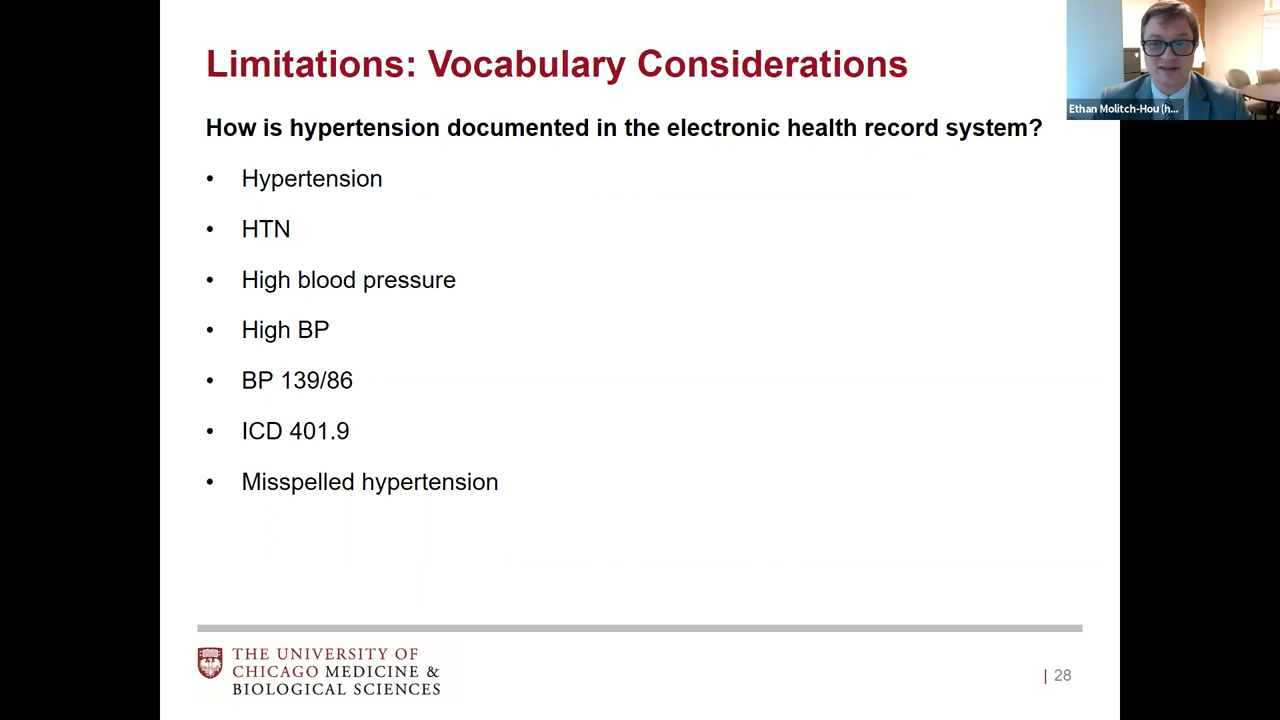 Limitations: Vocabulary Considerations
Ethan Molitch-Hou (h...
How is hypertension documented in the electronic health record system?
• Hypertension
• HTN
• High blood pressure
• High BP
• BP 139/86
• ICD 401.9
• Misspelled hypertension
THE UNIVERSITY OF
CHICAGO MEDICINE &
BIOLOGICAL SCIENCES
| 28